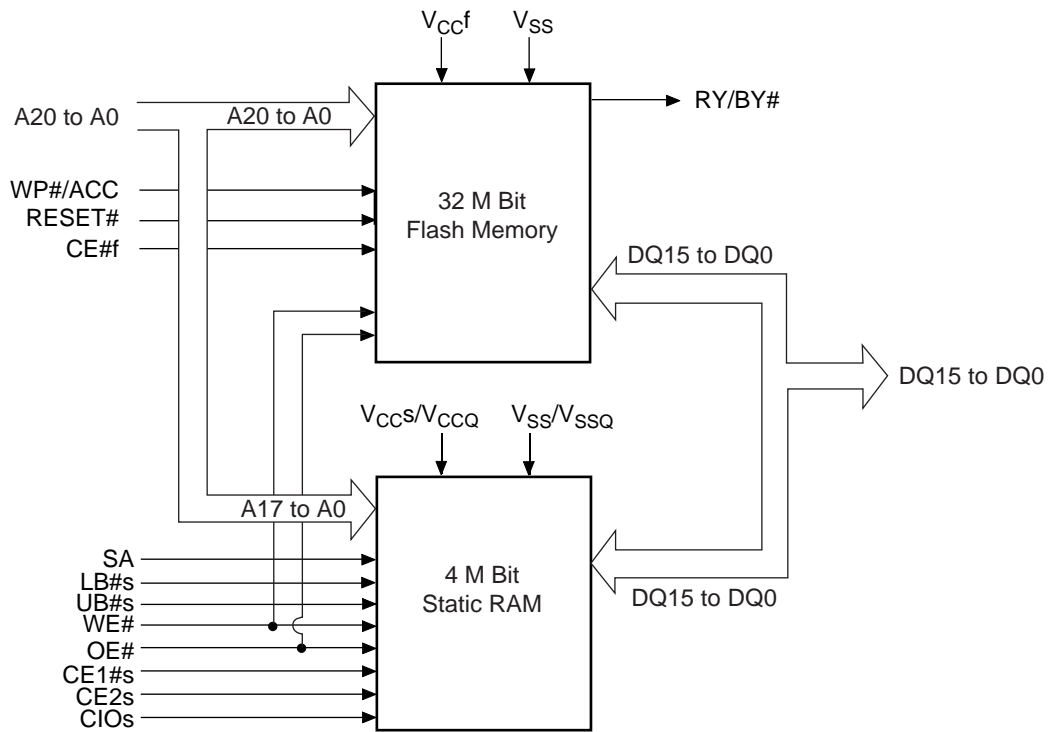 VCCf VSS
A20 to A0
A20 to A0
RY/BY#
WP#/ACC
RESET#
CE#f
32 M Bit
Flash Memory
DQ15 to DQ0
DQ15 to DQ0
VCCs/VCCQ VSS/VSSQ
A17 to A0
SA
LB#s
UB#s
WE#
OE#
CE1#s
CE2s
CIOs
4 M Bit
Static RAM
DQ15 to DQ0